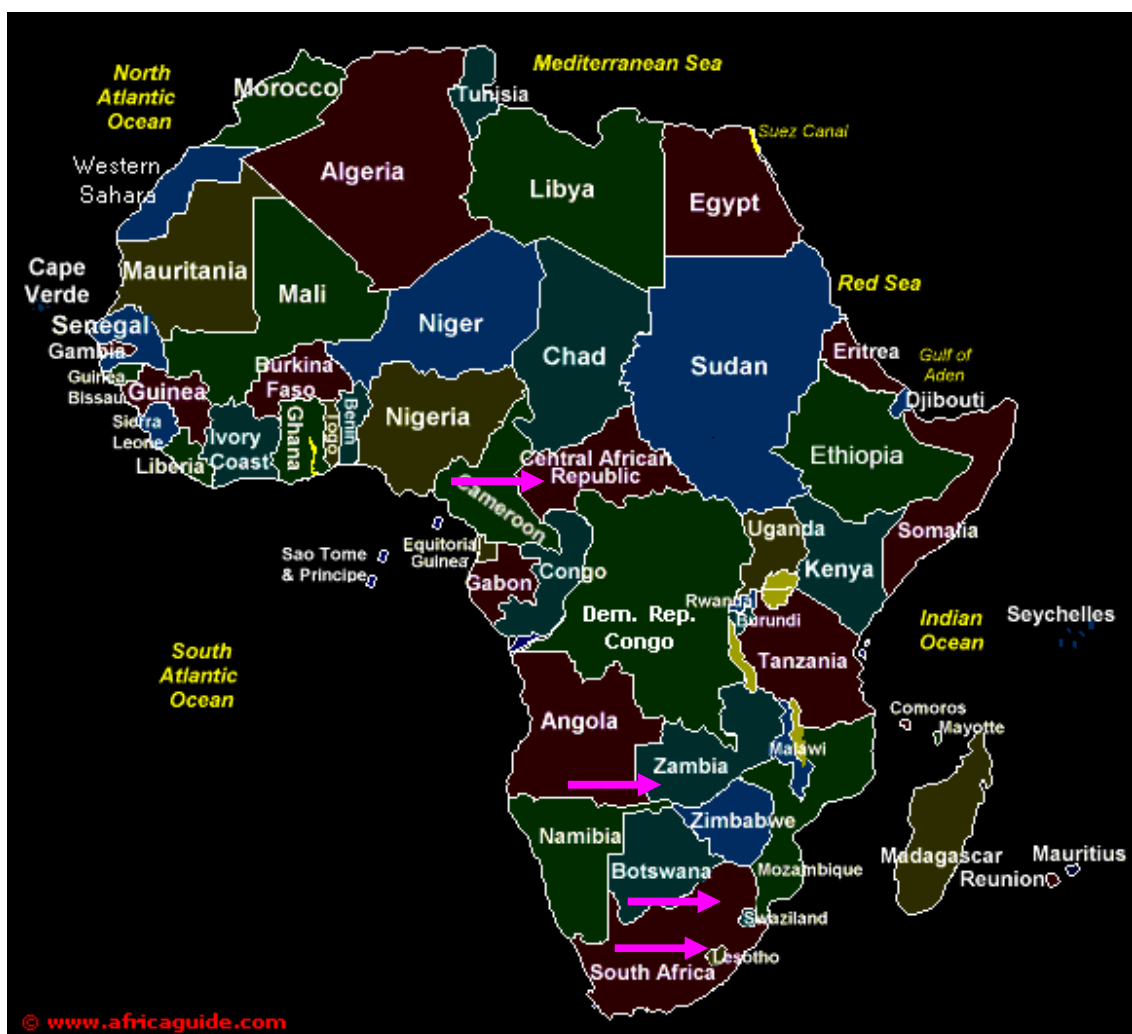 North
Atlantic
Ocean
Mediterranean Sea
Morocco
Tunisia
Suez Canal
Western
Sahara
Algeria
Libya
Egypt
Cape
Verde
Mauritania
Mali
Niger
Chad
Sudan
Red Sea
Senegal
Gambia
Guinea
Bissau
Guinea
Burkina
Faso
Eritrea
Gulf of
Aden
Djibouti
Sierra
Leone
Ivory
Coast
Ghana
Togo
Benin
Nigeria
Liberia
Central African
Republic
Ethiopia
Cameroon
Somalia
Uganda
Kenya
Sao Tome
& Principe
Equitorial
Guinea
Gabon
Congo
Rwanda
Burundi
Dem. Rep.
Congo
Indian
Ocean
Seychelles
South
Atlantic
Ocean
Tanzania
Angola
Comoros
Mayotte
Zambia
Malawi
Namibia
Zimbabwe
Botswana
Mozambique
Madagascar
Mauritius
Reunion
Swaziland
South Africa
Lesotho
© www.africaguide.com